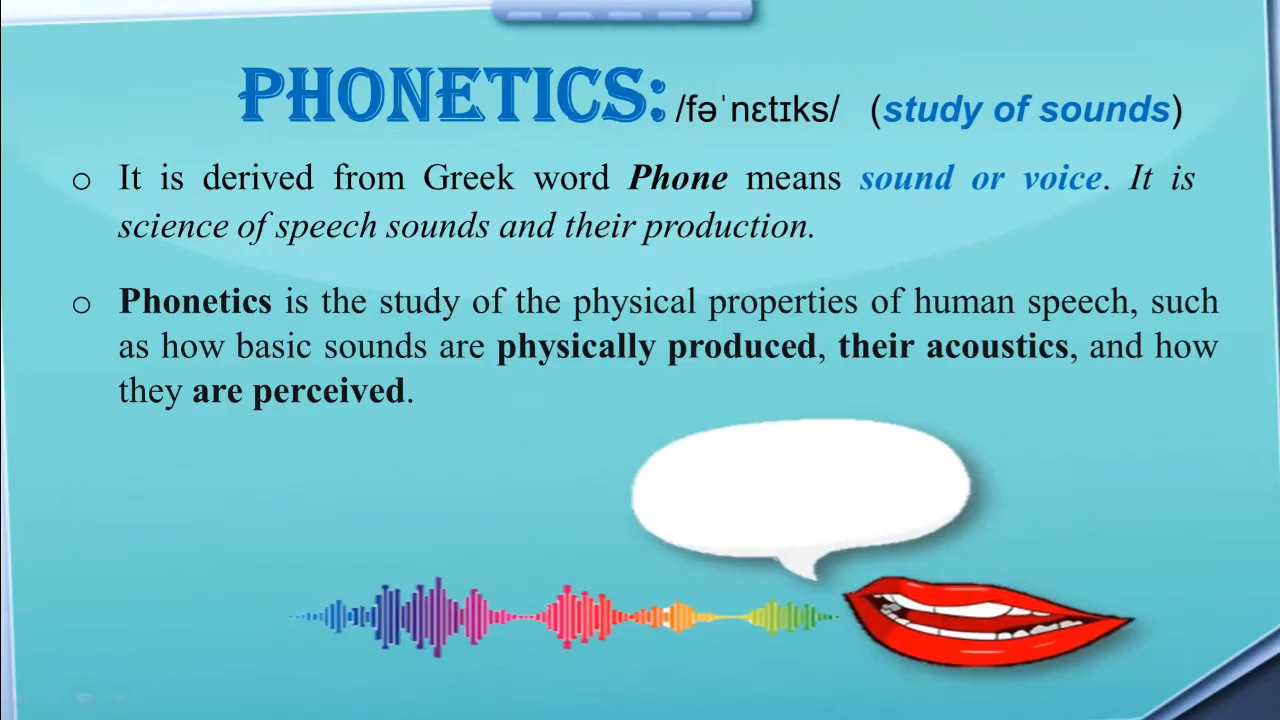 PHONETICS: /fəˈnɛtɪks/ (study of sounds)
o It is derived from Greek word Phone means sound or voice. It is
science of speech sounds and their production.
o Phonetics is the study of the physical properties of human speech, such
as how basic sounds are physically produced, their acoustics, and how
they are perceived.